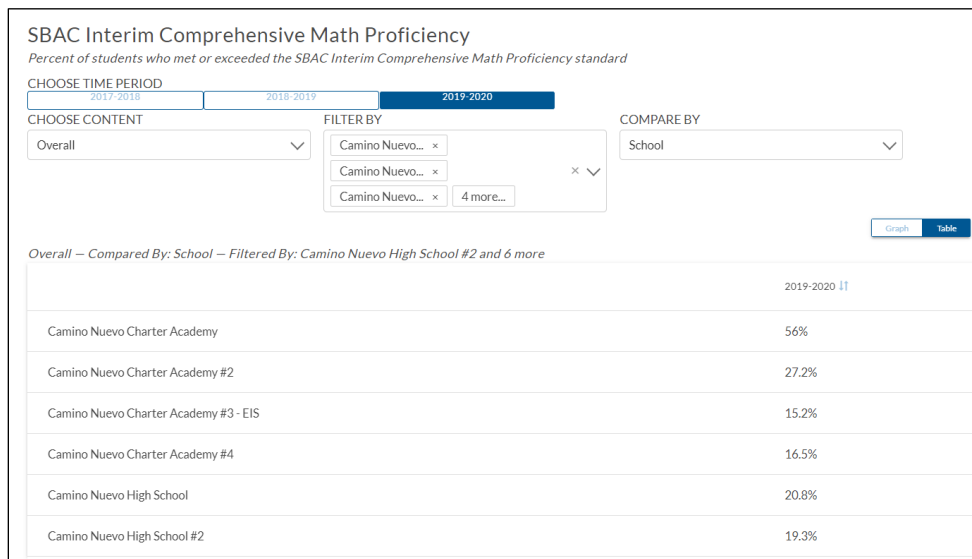 SBAC Interim Comprehensive Math Proficiency
Percent of students who met or exceeded the SBAC Interim Comprehensive Math Proficiency standard
CHOOSE TIME PERIOD
2017-2018 2018-2019 2019-2020
CHOOSE CONTENT FILTER BY COMPARE BY
Overall Camino Nuevo... × School
Camino Nuevo... × ×
Camino Nuevo... × 4 more...
Graph Table
Overall — Compared By: School — Filtered By: Camino Nuevo High School #2 and 6 more
2019-2020
Camino Nuevo Charter Academy 56%
Camino Nuevo Charter Academy #2 27.2%
Camino Nuevo Charter Academy #3 - EIS 15.2%
Camino Nuevo Charter Academy #4 16.5%
Camino Nuevo High School 20.8%
Camino Nuevo High School #2 19.3%